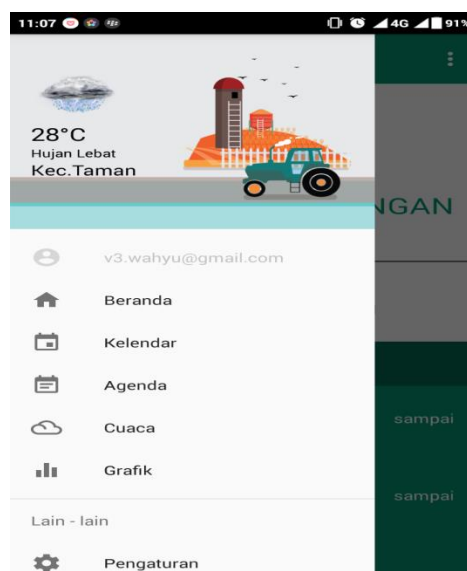 11:07 4G 91%
28°C
Hujan Lebat
Kec.Taman
NGAN
v3.wahyu@gmail.com
Beranda
Kelendar
Agenda
Cuaca
sampai
Grafik
sampai
Lain - lain
Pengaturan